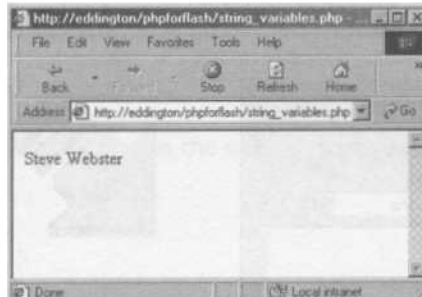 http://eddington/phpforflash/string_variables.php - ...
File Edit View Favorites Tools Help
Back Forward Stop Refresh Home »
Address http://eddington/phpforflash/string_variables.php Go
Steve Webster
Done Local intranet